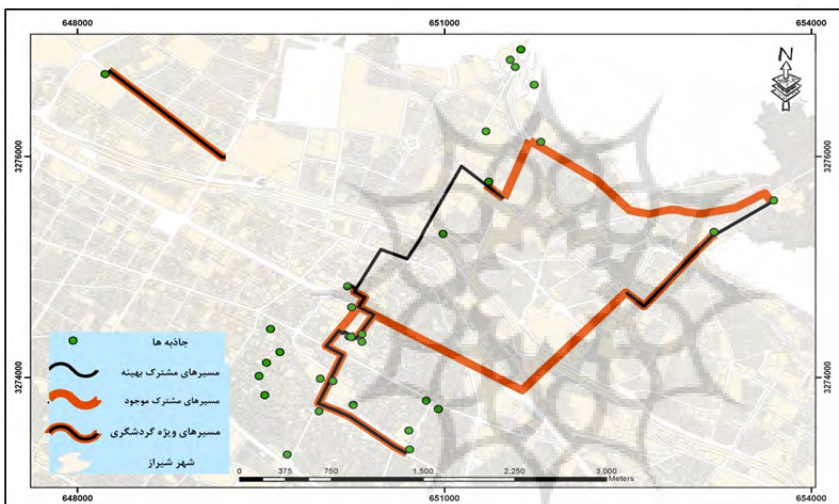 648000 651000 654000
N
3276000 3276000
جاذبه ها
مسیرهای مشترک بهینه
3274000 3274000
مسیرهای مشترک موجود
مسیرهای ویژه گردشگری
شهر شیراز
0 375 750 1,500 2,250 3,000
Meters
648000 651000 654000